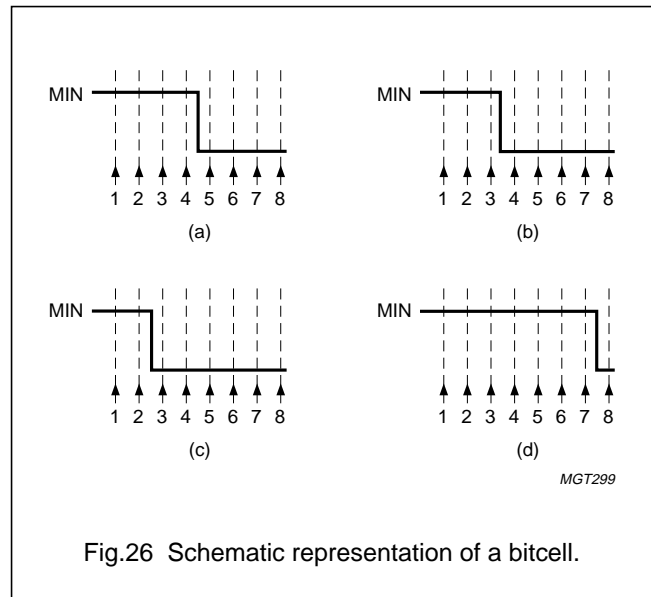 MIN
1 2 3 4 5 6 7 8
(a)
MIN
1 2 3 4 5 6 7 8
(b)
MIN
1 2 3 4 5 6 7 8
(c)
MIN
1 2 3 4 5 6 7 8
(d)
MGT299
Fig.26 Schematic representation of a bitcell.